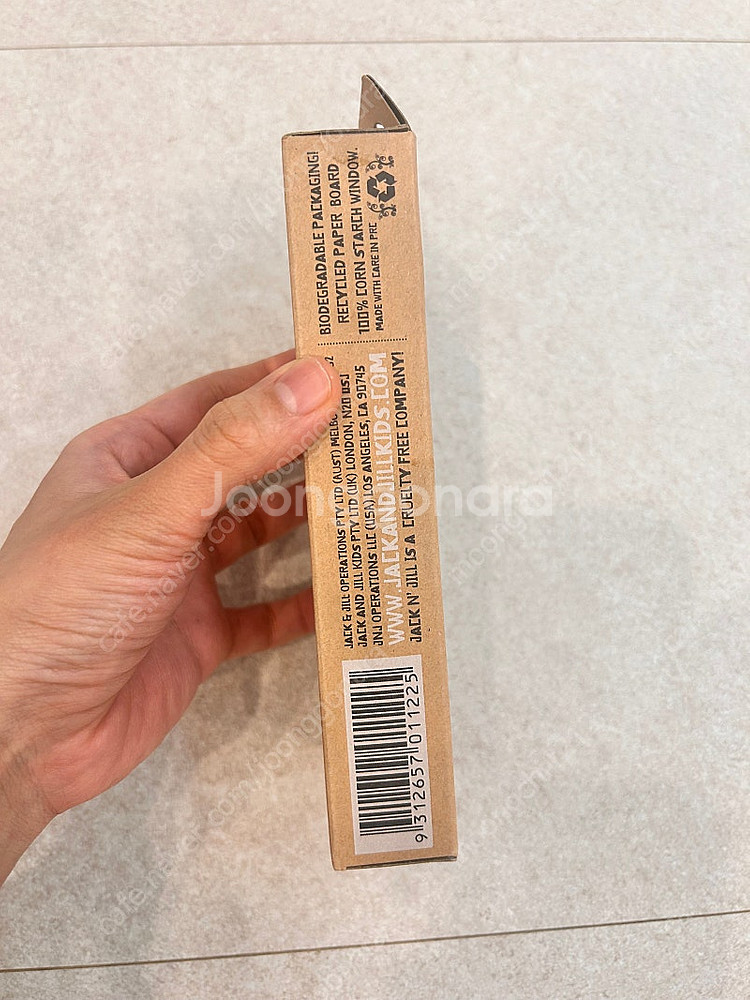 BIODEGRADABLE PACKAGING!
RECYCLED PAPER BOARD
100% CORN STARCH WINDOW.
MADE WITH CARE IN PRC
JACK & JILL OPERATIONS PTY LTD (AUST)
JACK AND JILL KIDS PTY LTD (UK) LONDON, N20 0SJ
JNJ OPERATIONS LLC (USA) LOS ANGELES, CA 90745
WWW.JACKANDJILLKIDS.COM
JACK N' JILL IS A CRUELTY FREE COMPANY!
9 312657 011225
Joongonara